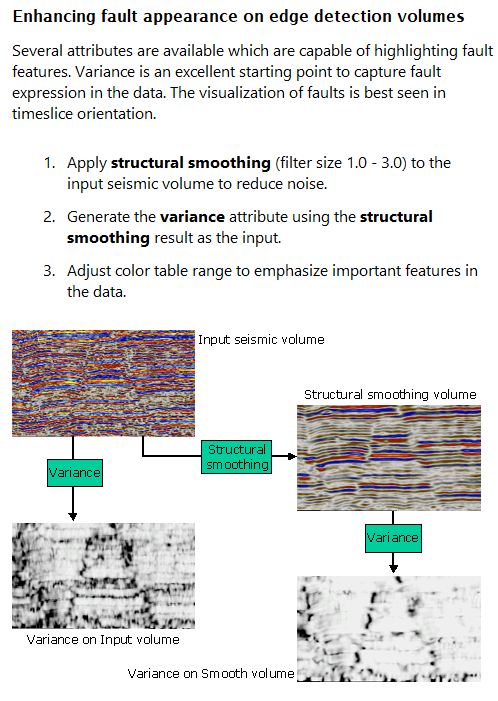 Enhancing fault appearance on edge detection volumes
Several attributes are available which are capable of highlighting fault
features. Variance is an excellent starting point to capture fault
expression in the data. The visualization of faults is best seen in
timeslice orientation.
1. Apply structural smoothing (filter size 1.0 - 3.0) to the
input seismic volume to reduce noise.
2. Generate the variance attribute using the structural
smoothing result as the input.
3. Adjust color table range to emphasize important features in
the data.
Input seismic volume
Structural smoothing volume
Structural
smoothing
Variance
Variance
Variance on Input volume
Variance on Smooth volume